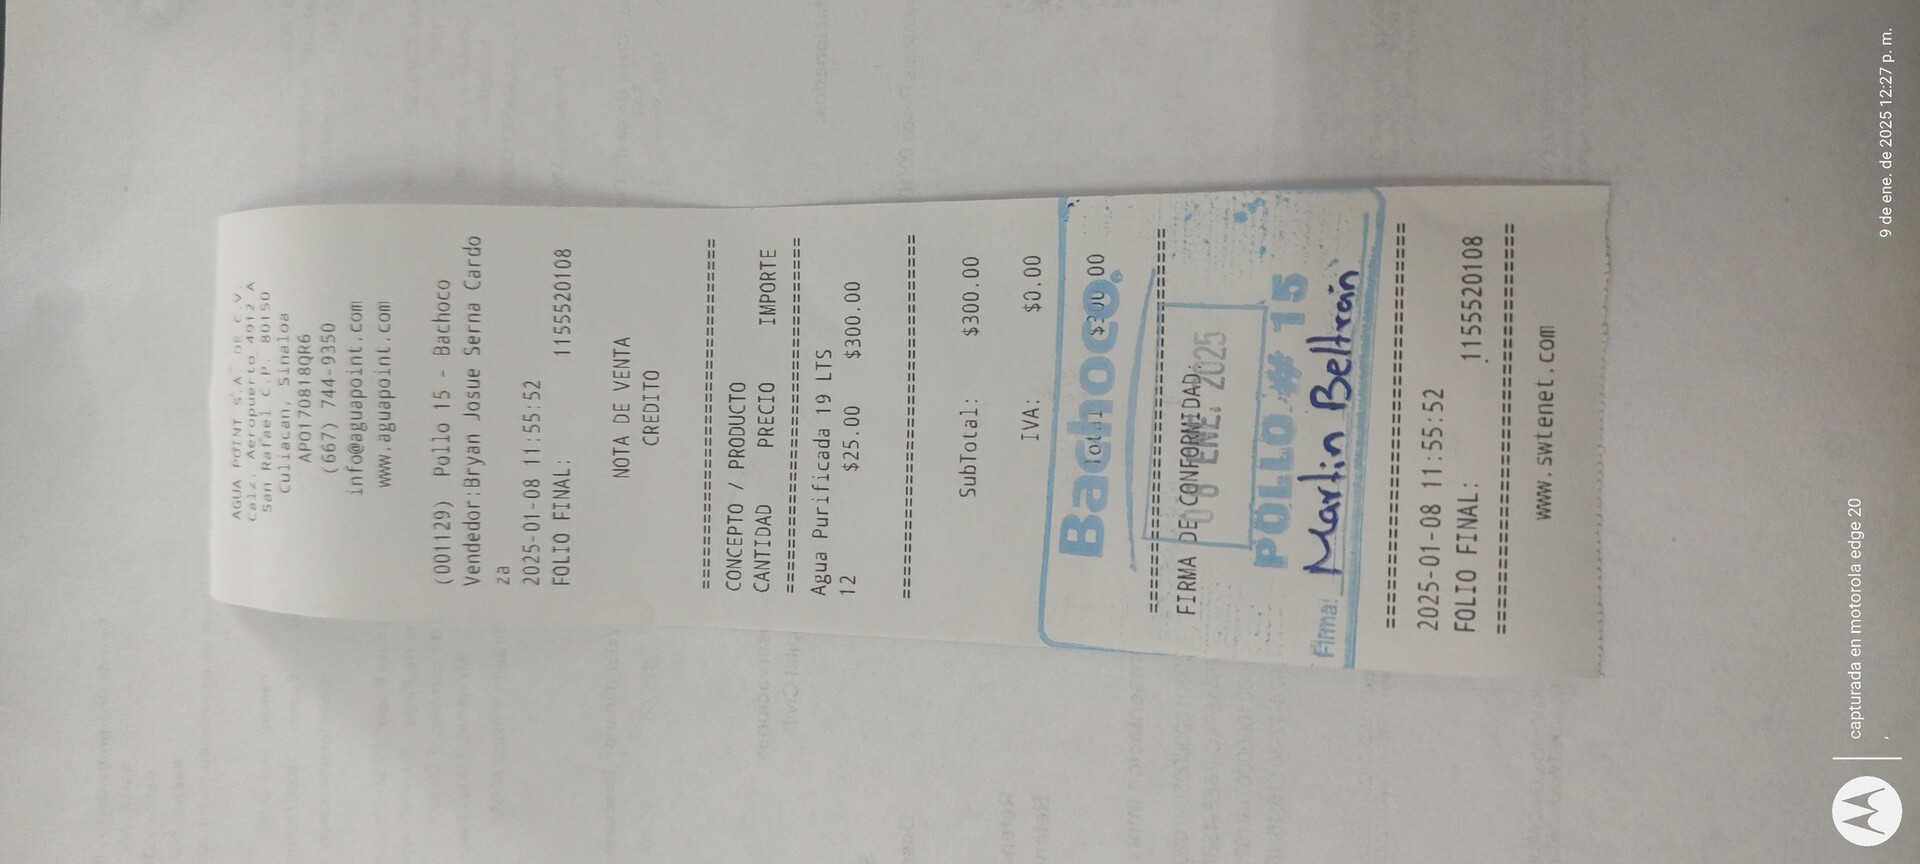 AGUA POINT S.A. DE C.V.
Calz. Aeropuerto 4912 A
San Rafael C.P. 80150
Culiacan, Sinaloa
APO170818QR6
(667) 744-9350
info@aguapoint.com
www.aguapoint.com
(001129) Pollo 15 - Bachoco
Vendedor:Bryan Josue Serna Cardo
za
2025-01-08 11:55:52
FOLIO FINAL: 1155520108
NOTA DE VENTA
CREDITO
================================
CONCEPTO / PRODUCTO
CANTIDAD PRECIO IMPORTE
================================
Agua Purificada 19 LTS
12 $25.00 $300.00
================================
SubTotal: $300.00
IVA: $0.00
Total $300.00
Bachoco
================================
FIRMA DE CONFORMIDAD:
ENE. 2025
POLLO # 15
Firma: Martin Beltrain
================================
2025-01-08 11:55:52
FOLIO FINAL: 1155520108
================================
www.swtenet.com
capturada en motorola edge 20
9 de ene. de 2025 12:27 p. m.